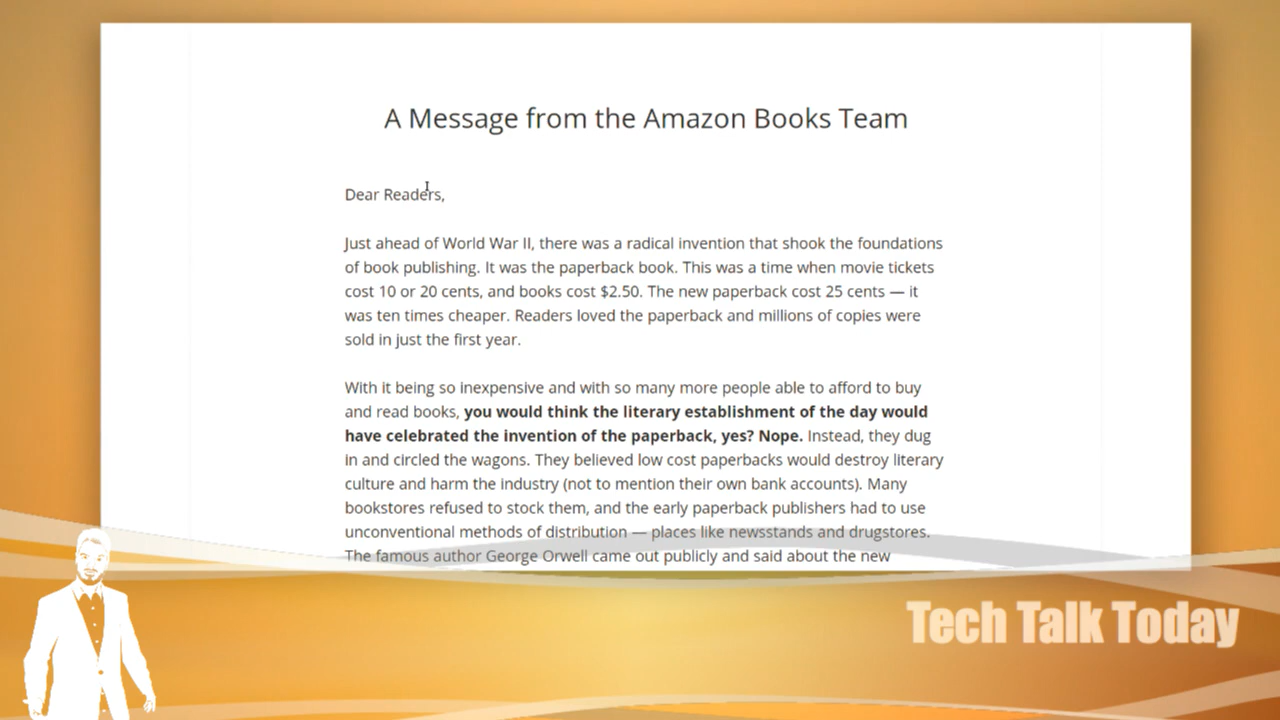 A Message from the Amazon Books Team
Dear Readers,
Just ahead of World War II, there was a radical invention that shook the foundations
of book publishing. It was the paperback book. This was a time when movie tickets
cost 10 or 20 cents, and books cost $2.50. The new paperback cost 25 cents — it
was ten times cheaper. Readers loved the paperback and millions of copies were
sold in just the first year.
With it being so inexpensive and with so many more people able to afford to buy
and read books, you would think the literary establishment of the day would
have celebrated the invention of the paperback, yes? Nope. Instead, they dug
in and circled the wagons. They believed low cost paperbacks would destroy literary
culture and harm the industry (not to mention their own bank accounts). Many
bookstores refused to stock them, and the early paperback publishers had to use
unconventional methods of distribution — places like newsstands and drugstores.
The famous author George Orwell came out publicly and said about the new
Tech Talk Today